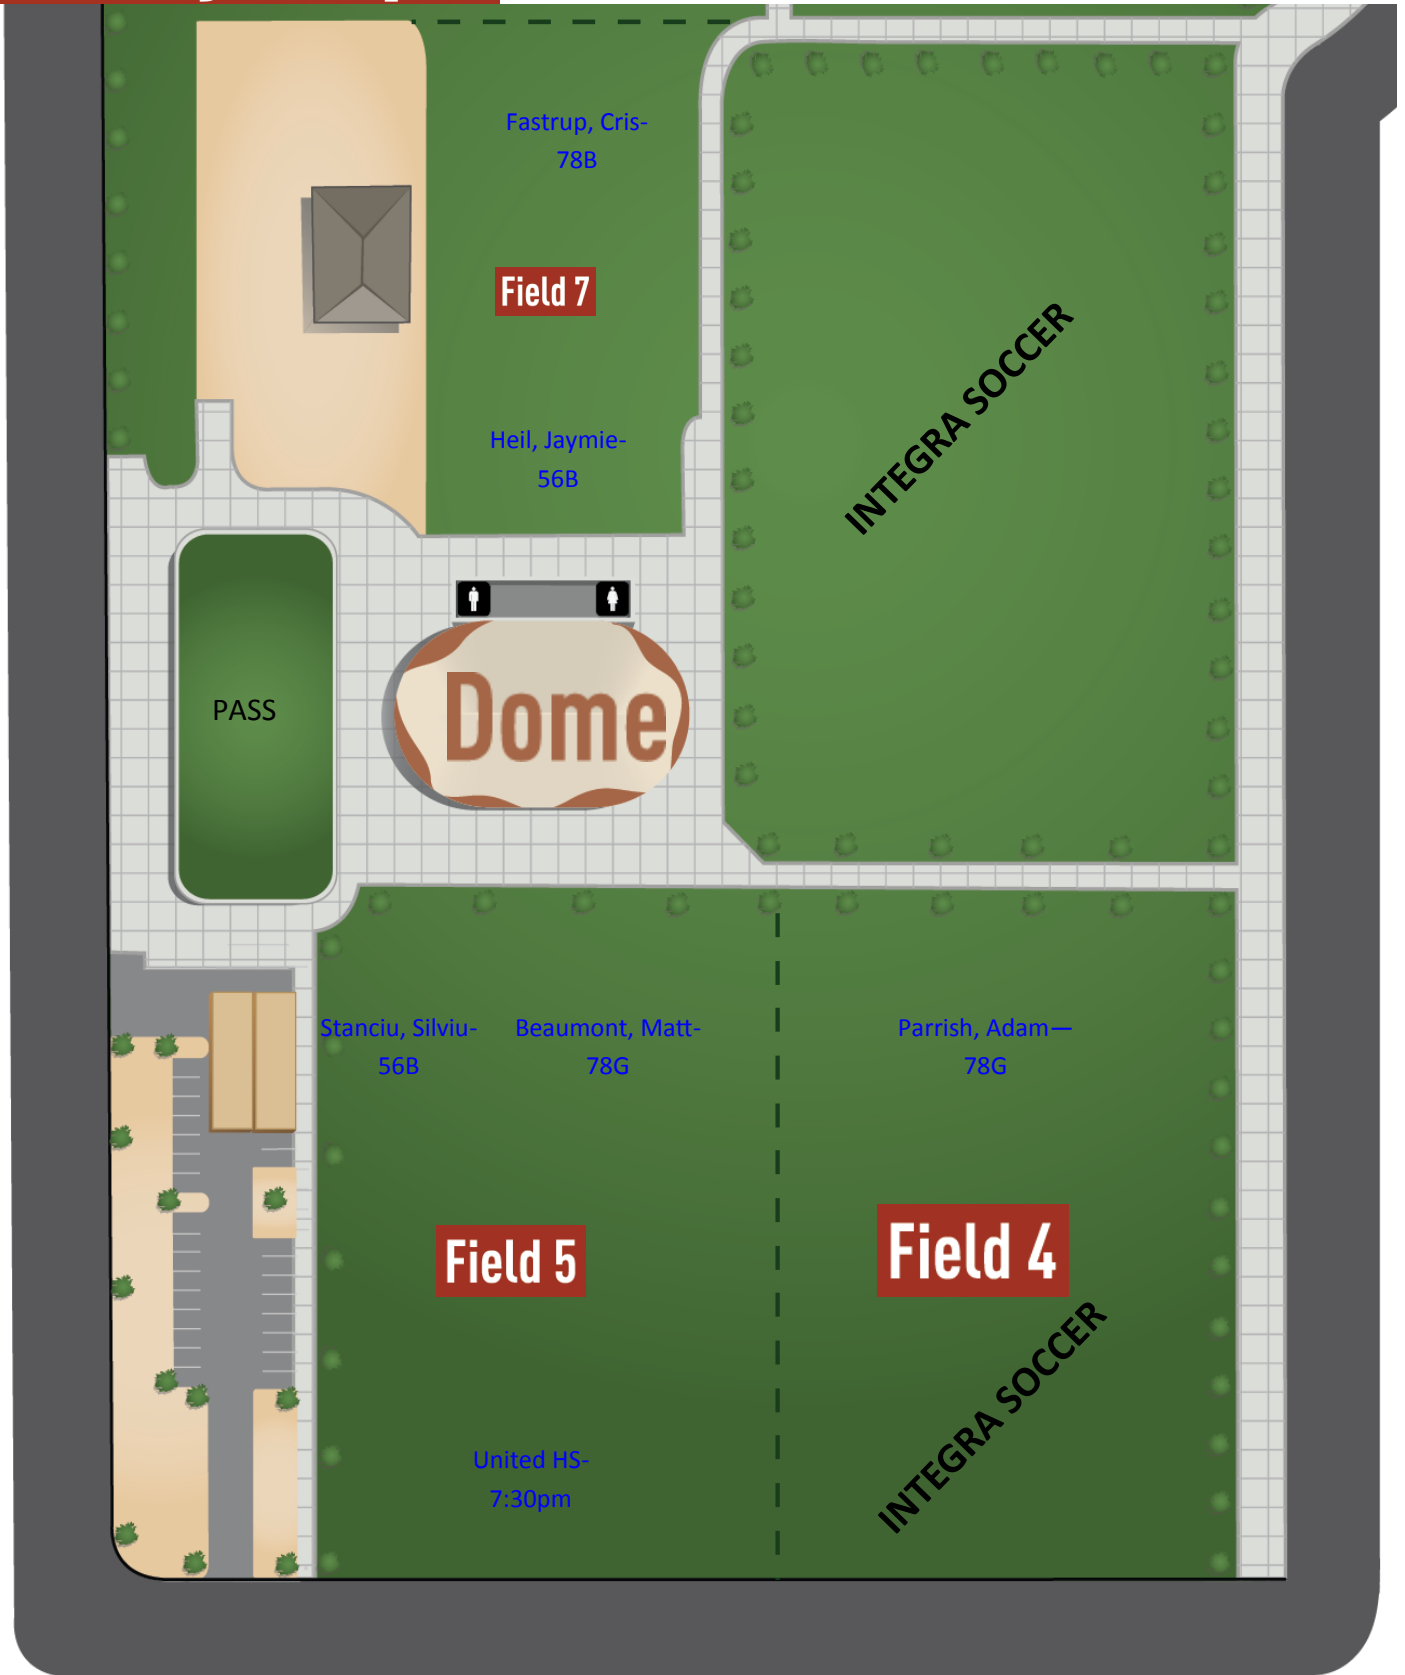 Fastrup, Cris-
78B
Field 7
Heil, Jaymie-
56B
INTEGRA SOCCER
PASS
Dome
Stanciu, Silviu-
56B
Beaumont, Matt-
78G
Parrish, Adam—
78G
Field 5
Field 4
INTEGRA SOCCER
United HS-
7:30pm